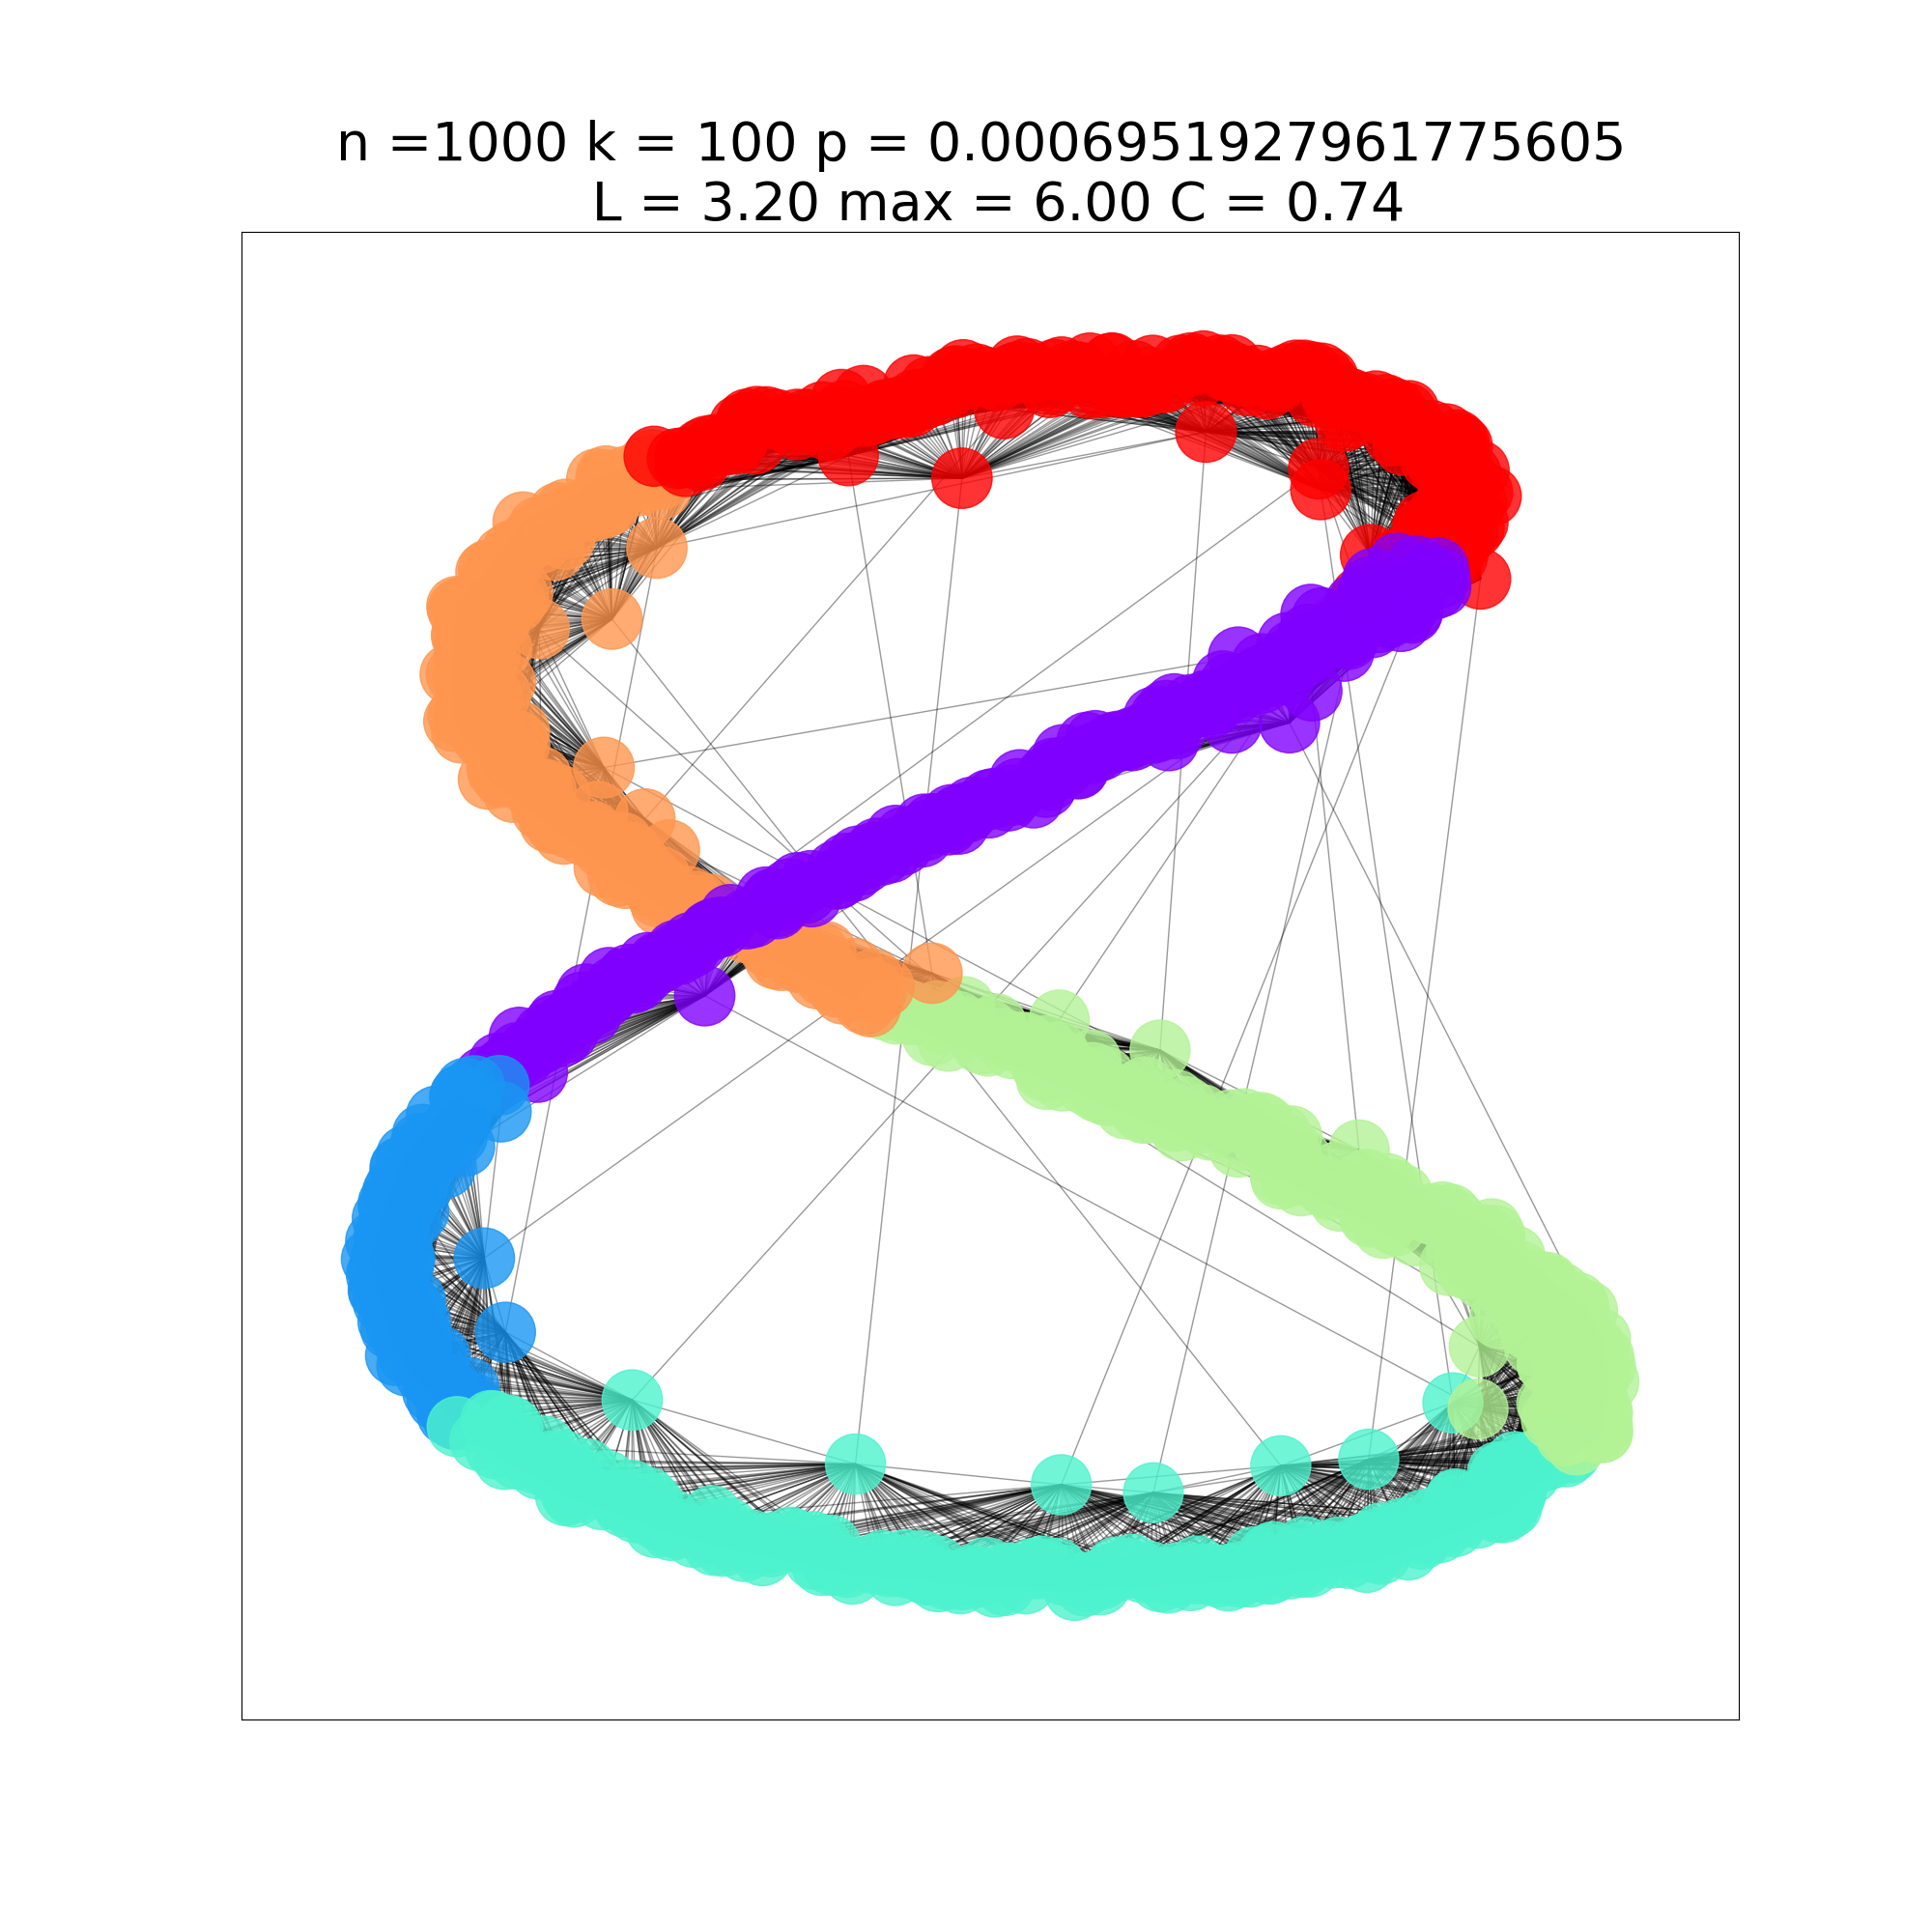 n =1000 k = 100 p = 0.0006951927961775605
L = 3.20 max = 6.00 C = 0.74